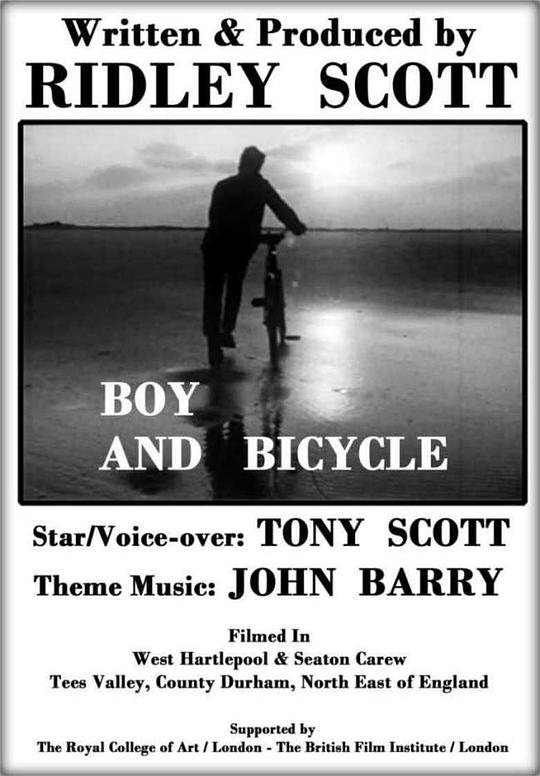 Written & Produced by
RIDLEY SCOTT
BOY
AND BICYCLE
Star/Voice-over: TONY SCOTT
Theme Music: JOHN BARRY
Filmed In
West Hartlepool & Seaton Carew
Tees Valley, County Durham, North East of England
Supported by
The Royal College of Art / London - The British Film Institute / London